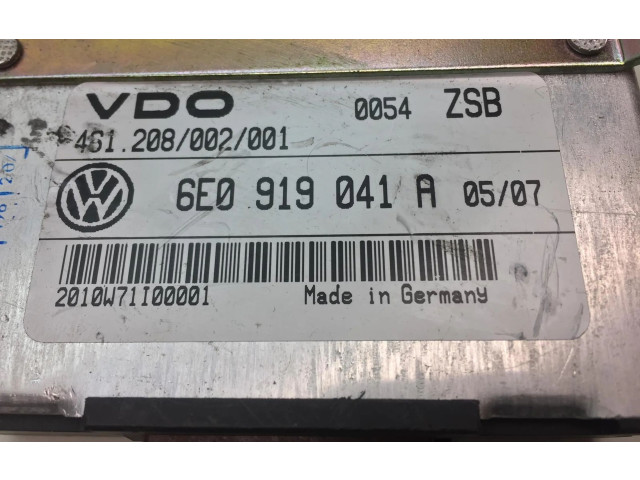 VDO 0054 ZSB
461.208/002/001
6E0 919 041 A 05/07
2010W71I00001 Made in Germany